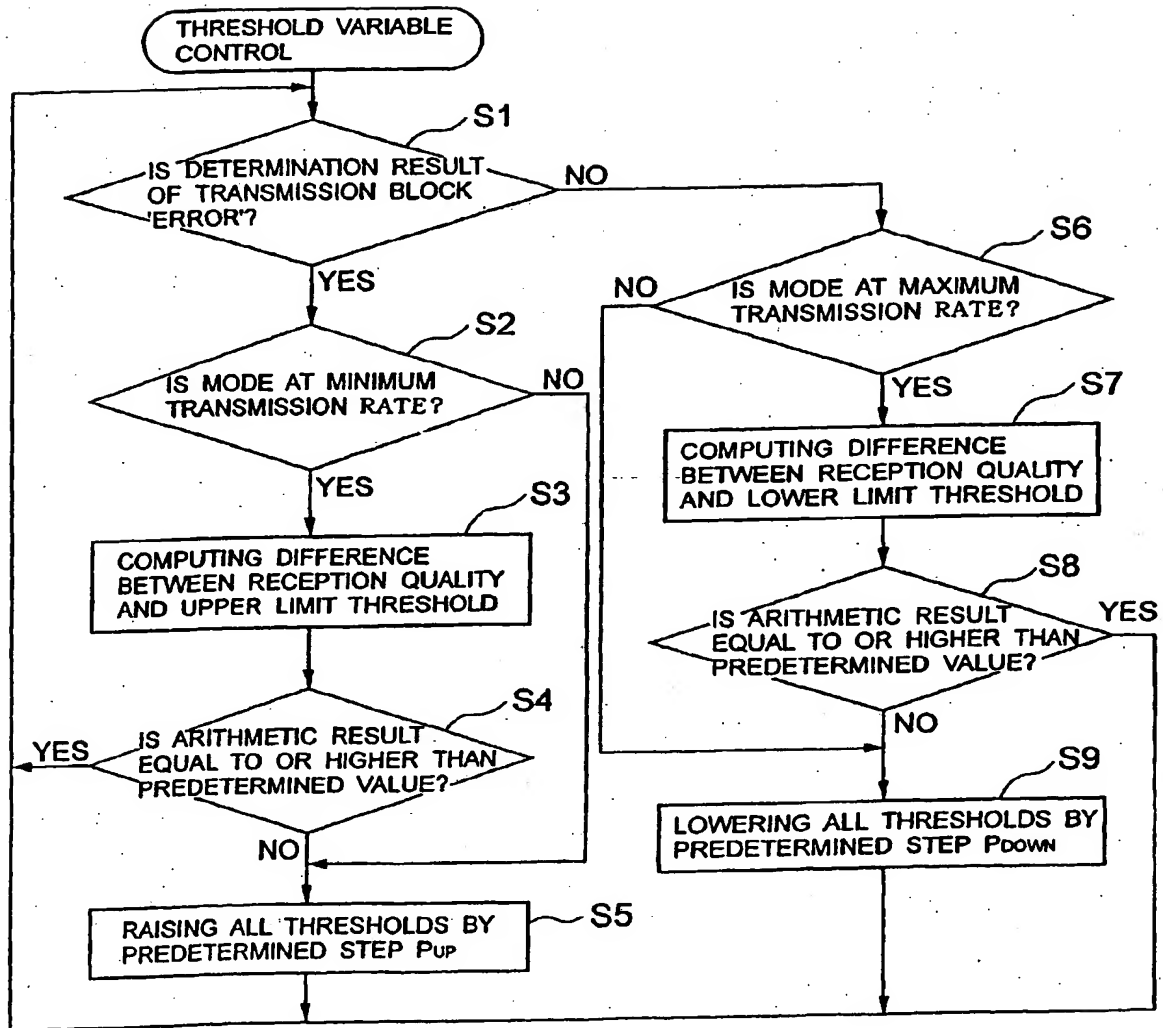 THRESHOLD VARIABLE
CONTROL
S1
IS DETERMINATION RESULT
OF TRANSMISSION BLOCK
'ERROR'?
NO
YES
S2
IS MODE AT MINIMUM
TRANSMISSION RATE?
NO
YES
S3
COMPUTING DIFFERENCE
BETWEEN RECEPTION QUALITY
AND UPPER LIMIT THRESHOLD
S4
IS ARITHMETIC RESULT
EQUAL TO OR HIGHER THAN
PREDETERMINED VALUE?
YES
NO
S5
RAISING ALL THRESHOLDS BY
PREDETERMINED STEP PUP
S6
IS MODE AT MAXIMUM
TRANSMISSION RATE?
NO
YES
S7
COMPUTING DIFFERENCE
BETWEEN RECEPTION QUALITY
AND LOWER LIMIT THRESHOLD
S8
IS ARITHMETIC RESULT
EQUAL TO OR HIGHER THAN
PREDETERMINED VALUE?
YES
NO
S9
LOWERING ALL THRESHOLDS BY
PREDETERMINED STEP PDOWN